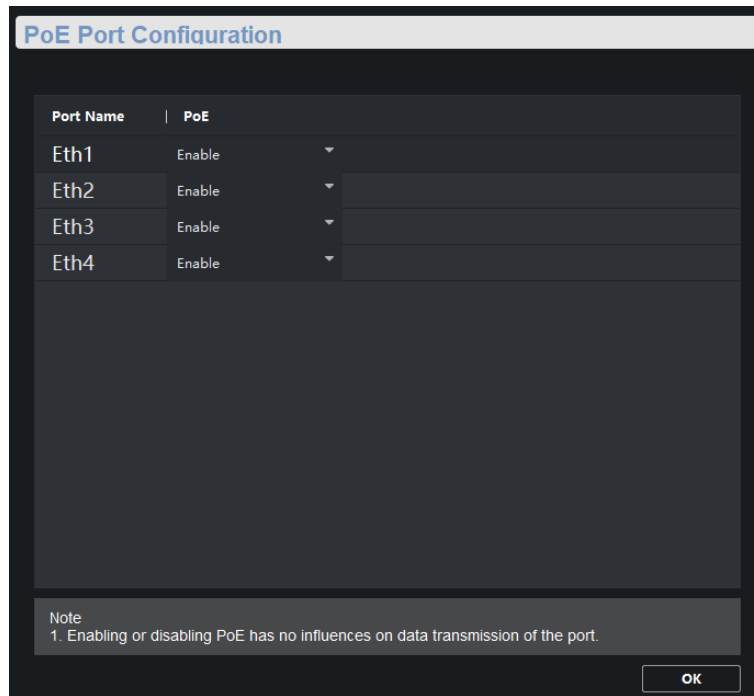 PoE Port Configuration
Port Name | PoE
Eth1 Enable
Eth2 Enable
Eth3 Enable
Eth4 Enable
Note
1. Enabling or disabling PoE has no influences on data transmission of the port.
OK